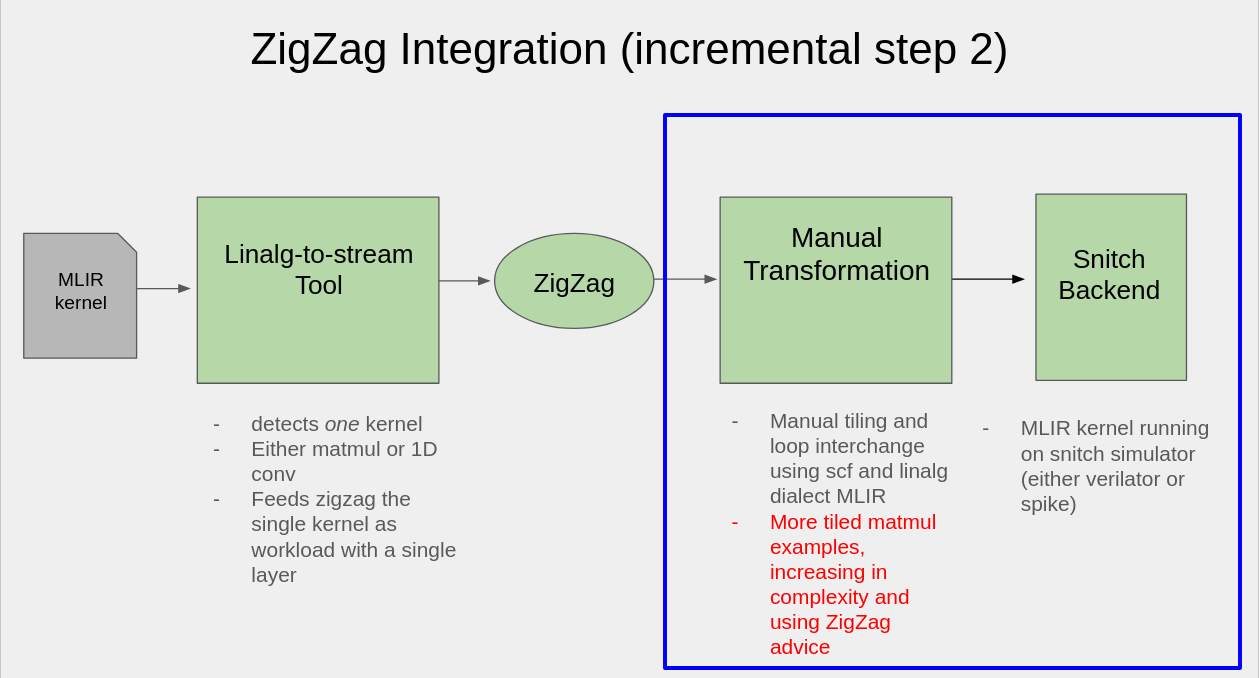 ZigZag Integration (incremental step 2)
MLIR
kernel
Linalg-to-stream
Tool
ZigZag
Manual
Transformation
Snitch
Backend
- detects one kernel
- Either matmul or 1D
conv
- Feeds zigzag the
single kernel as
workload with a single
layer
- Manual tiling and
loop interchange
using scf and linalg
dialect MLIR
- More tiled matmul
examples,
increasing in
complexity and
using ZigZag
advice
- MLIR kernel running
on snitch simulator
(either verilator or
spike)